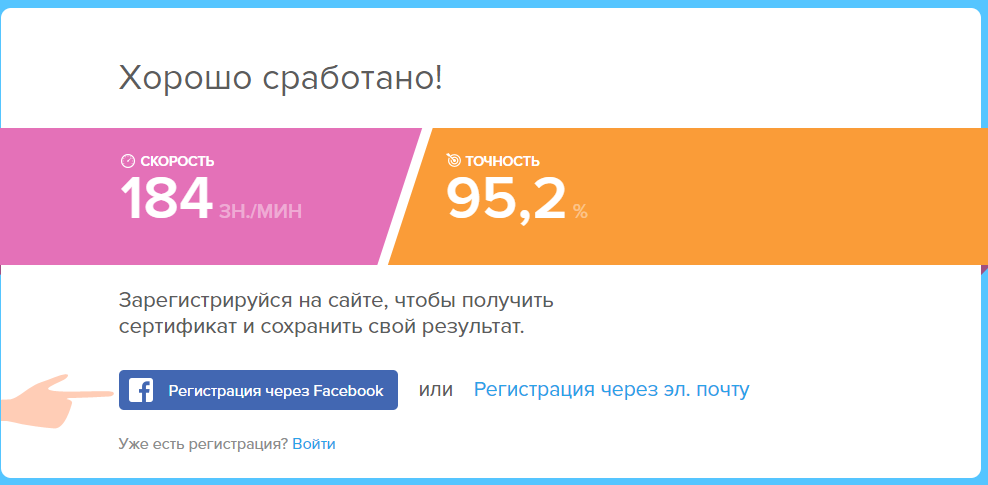 Хорошо сработано!
СКОРОСТЬ
184 ЗН./МИН
ТОЧНОСТЬ
95,2 %
Зарегистрируйся на сайте, чтобы получить
сертификат и сохранить свой результат.
Регистрация через Facebook или Регистрация через эл. почту
Уже есть регистрация? Войти